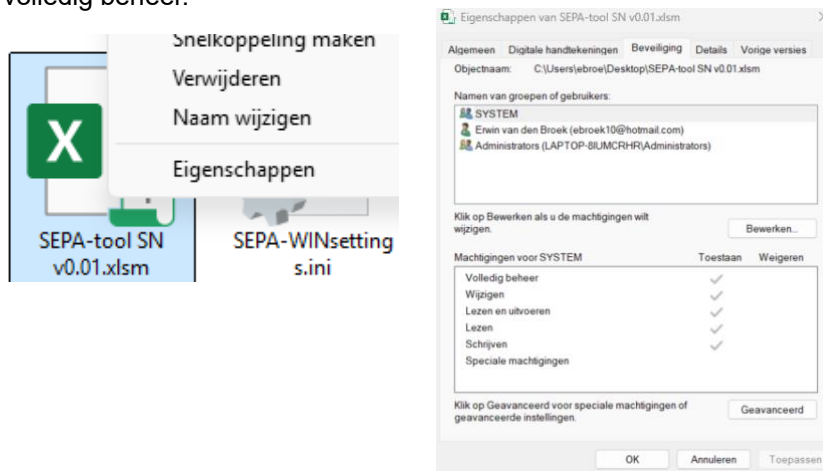 volledig beheer.
Snelkoppeling maken
Verwijderen
Naam wijzigen
Eigenschappen
SEPA-tool SN
v0.01.xlsm
SEPA-WINsetting
s.ini
Eigenschappen van SEPA-tool SN v0.01.xlsm
Algemeen Digitale handtekeningen Beveiliging Details Vorige versies
Objectnaam: C:\Users\ebroe\Desktop\SEPA-tool SN v0.01.xlsm
Namen van groepen of gebruikers:
SYSTEM
Erwin van den Broek (ebroek10@hotmail.com)
Administrators (LAPTOP-8IUMCRHR\Administrators)
Klik op Bewerken als u de machtigingen wilt
wijzigen.
Bewerken...
Machtigingen voor SYSTEM Toestaan Weigeren
Volledig beheer
Wijzigen
Lezen en uitvoeren
Lezen
Schrijven
Speciale machtigingen
Klik op Geavanceerd voor speciale machtigingen of
geavanceerde instellingen.
Geavanceerd
OK Annuleren Toepassen